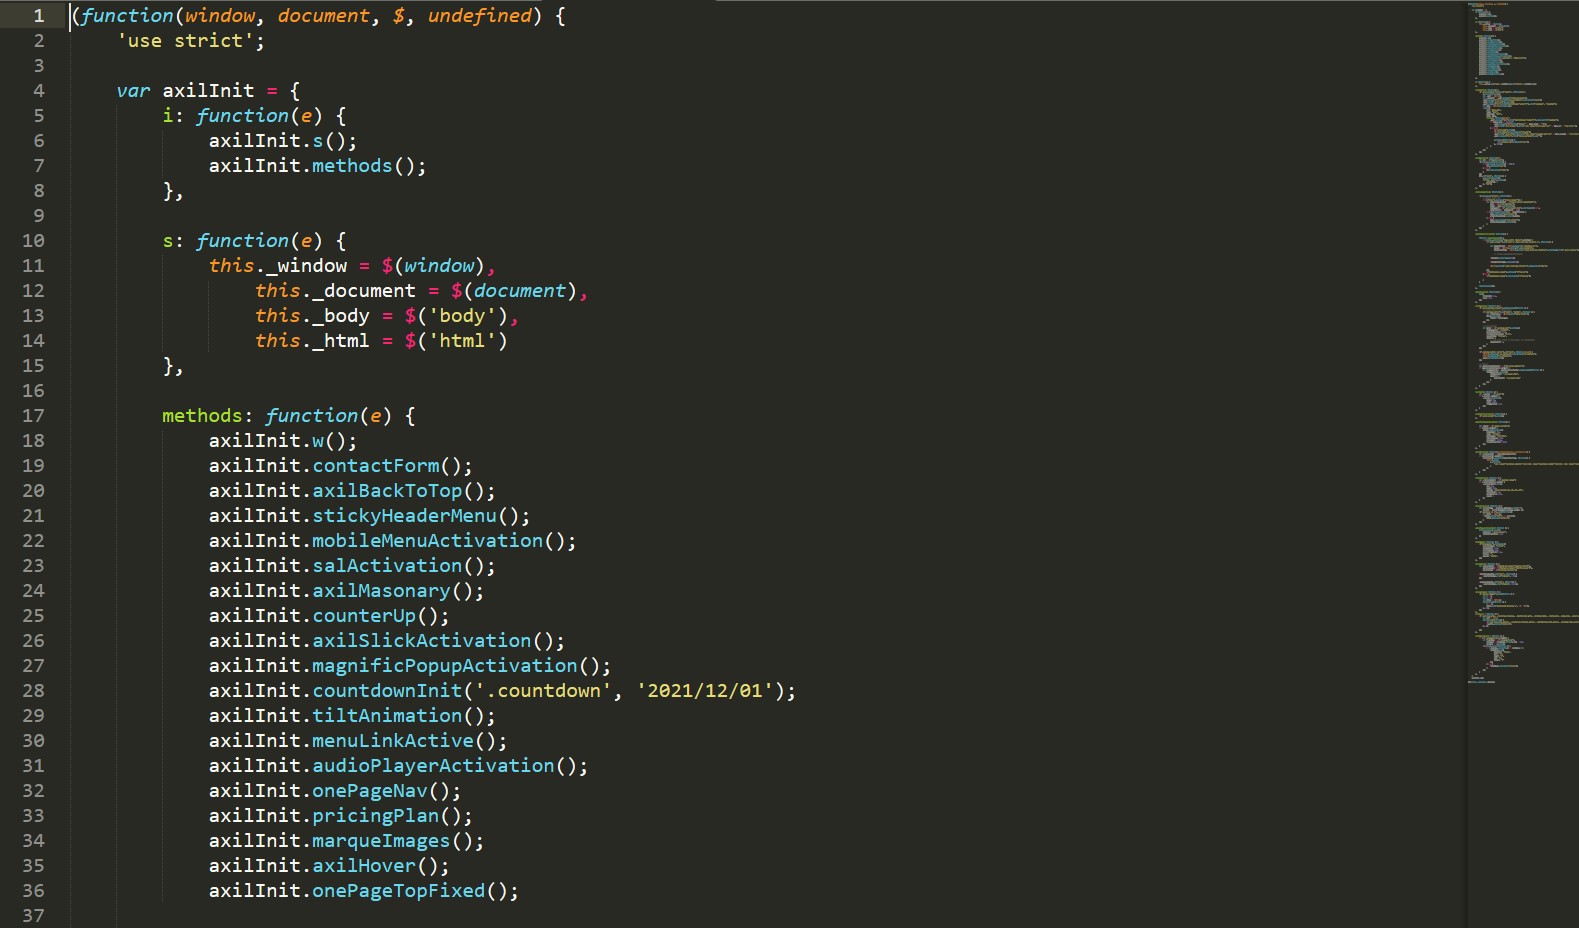 1 (function(window, document, $, undefined) {
2     'use strict';
3
4     var axilInit = {
5         i: function(e) {
6             axilInit.s();
7             axilInit.methods();
8         },
9
10         s: function(e) {
11             this._window = $(window),
12                 this._document = $(document),
13                 this._body = $('body'),
14                 this._html = $('html')
15         },
16
17         methods: function(e) {
18             axilInit.w();
19             axilInit.contactForm();
20             axilInit.axilBackToTop();
21             axilInit.stickyHeaderMenu();
22             axilInit.mobileMenuActivation();
23             axilInit.salActivation();
24             axilInit.axilMasonary();
25             axilInit.counterUp();
26             axilInit.axilSlickActivation();
27             axilInit.magnificPopupActivation();
28             axilInit.countdownInit('.countdown', '2021/12/01');
29             axilInit.tiltAnimation();
30             axilInit.menuLinkActive();
31             axilInit.audioPlayerActivation();
32             axilInit.onePageNav();
33             axilInit.pricingPlan();
34             axilInit.marqueImages();
35             axilInit.axilHover();
36             axilInit.onePageTopFixed();
37